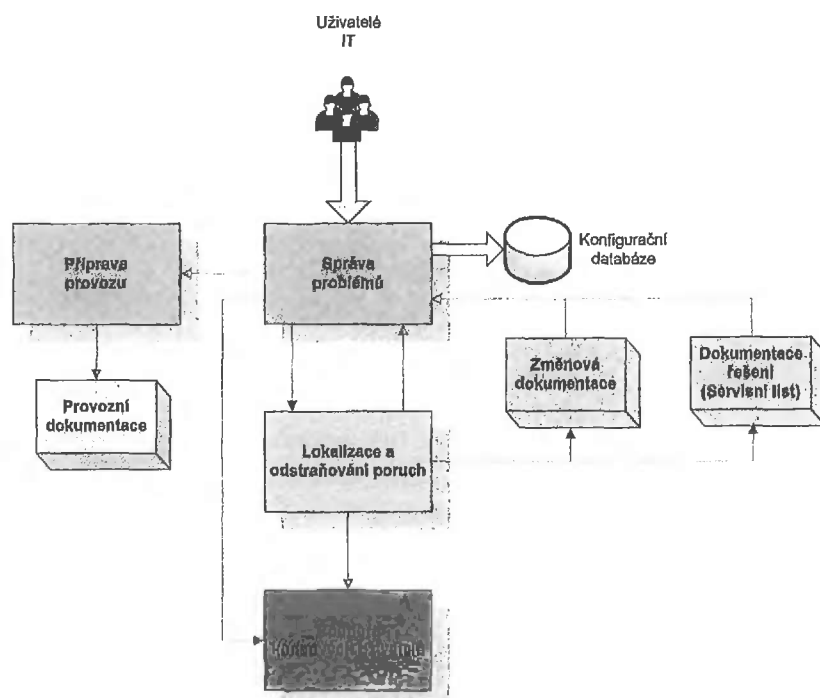 Uživatelé
IT
Konfigurační
databáze
Příprava
provozu
Správa
problémů
Změnová
dokumentace
Dokumentace
řešení
(Servisní list)
Provozní
dokumentace
Lokalizace a
odstraňování poruch